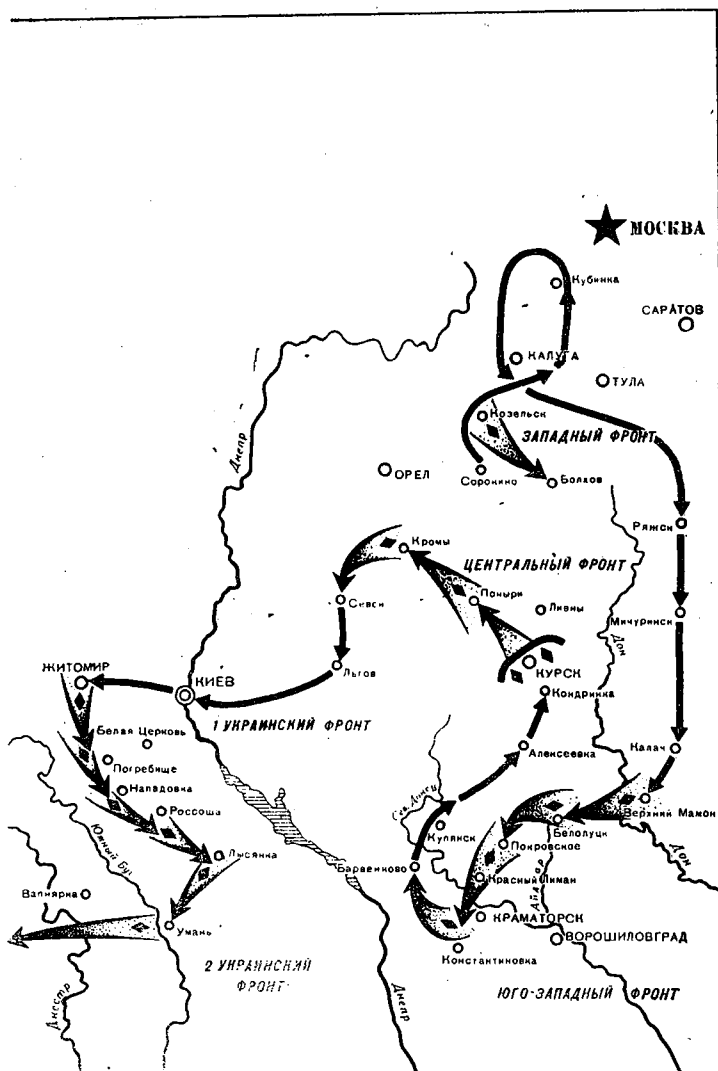 МОСКВА
Кубинка
САРАТОВ
КАЛУГА
ТУЛА
Козельск
ЗАПАДНЫЙ ФРОНТ
Днепр
ОРЕЛ
Сорокино
Болхов
Ряжск
Кромы
ЦЕНТРАЛЬНЫЙ ФРОНТ
Севск
Поныри
Ливны
Мичуринск
Дон
ЖИТОМИР
КИЕВ
Льгов
КУРСК
Кондринка
1 УКРАИНСКИЙ ФРОНТ
Белая Церковь
Алексеевка
Калач
Погребище
Нападовка
Россоша
Сев. Донец
Верхний Мамон
Белолуцк
Купянск
Покровское
Южный Буг
Лысянка
Барвенково
Дон
Красный Лиман
Айдар
Вапнярка
Умань
КРАМАТОРСК
ВОРОШИЛОВГРАД
Константиновка
2 УКРАИНСКИЙ
ФРОНТ
Днестр
Днепр
ЮГО-ЗАПАДНЫЙ ФРОНТ